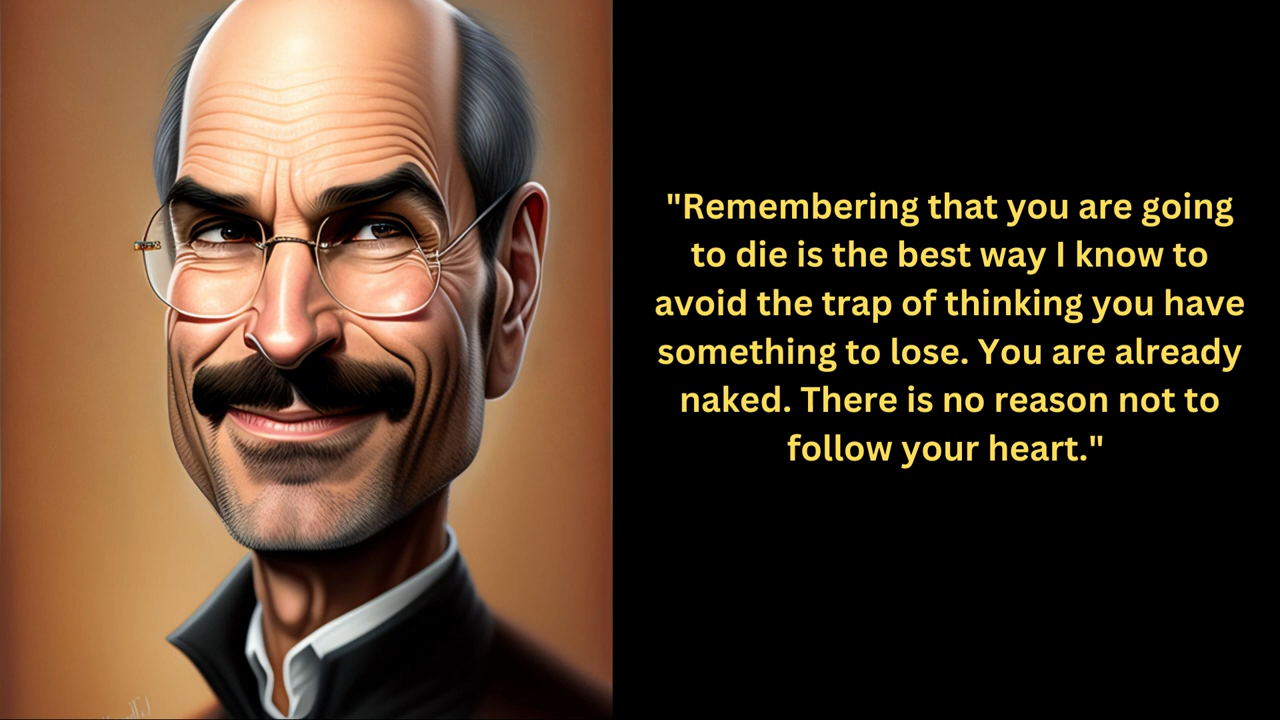 "Remembering that you are going
to die is the best way I know to
avoid the trap of thinking you have
something to lose. You are already
naked. There is no reason not to
follow your heart."